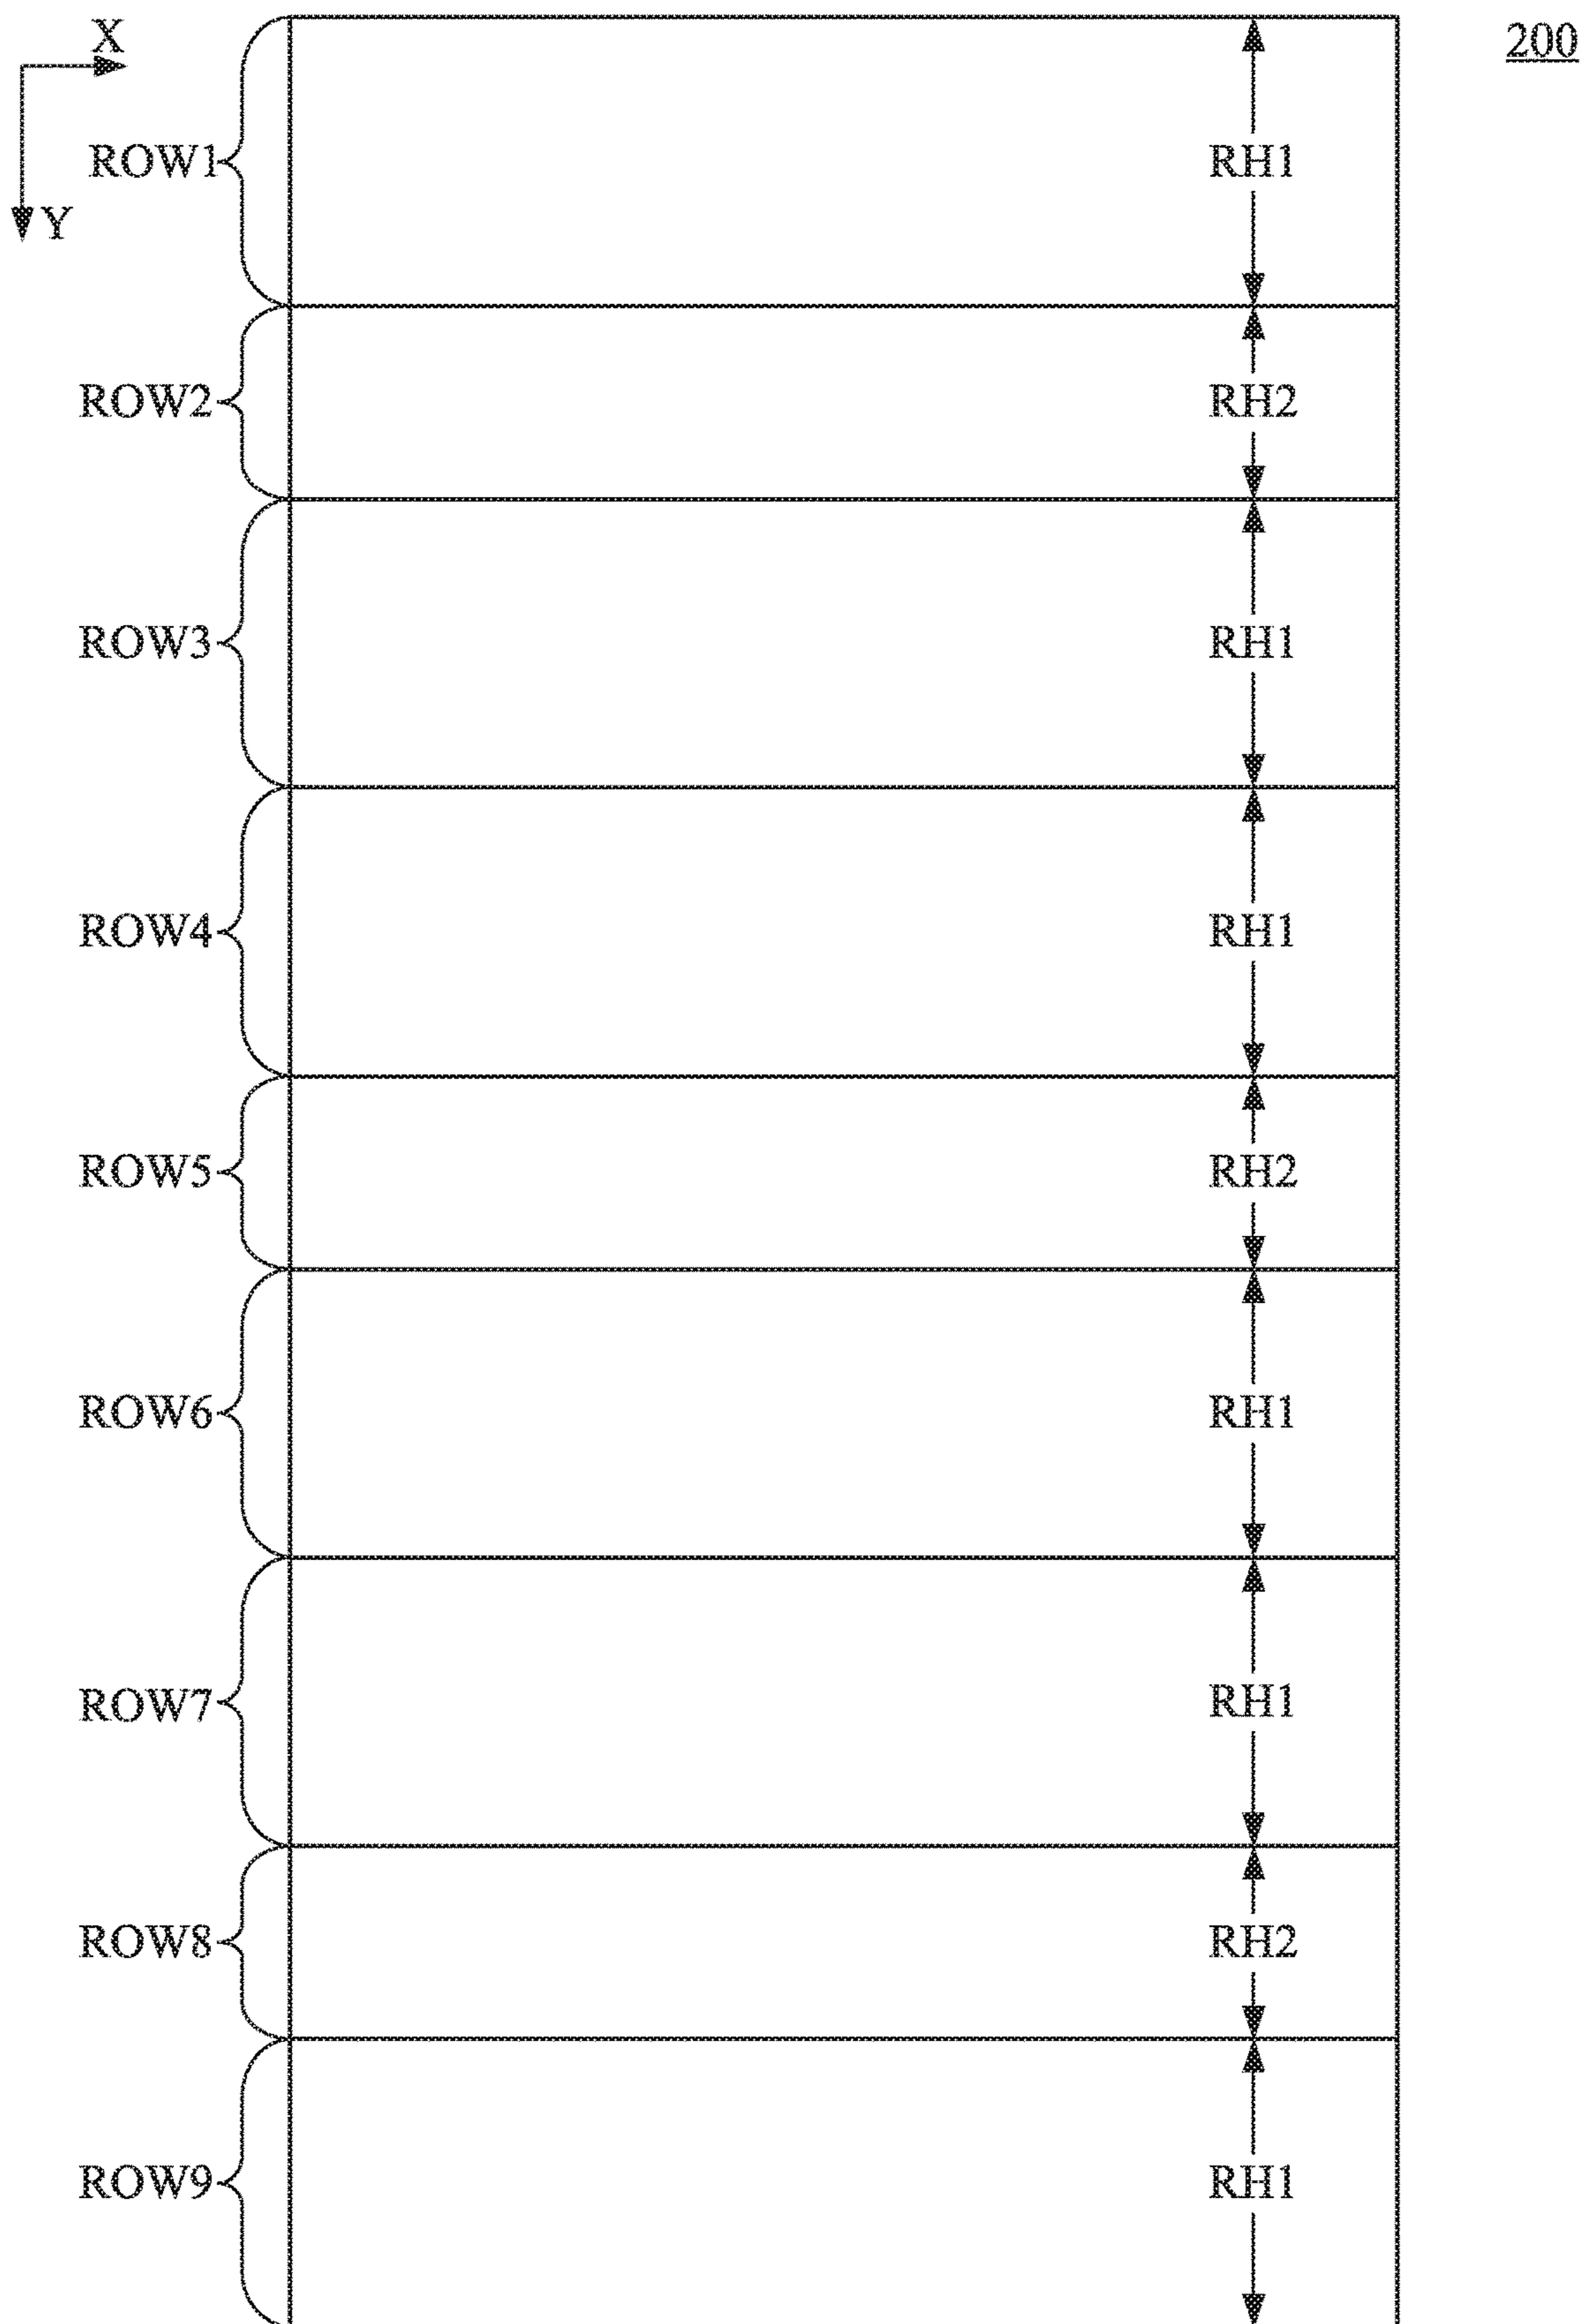 X
200
Y
ROW1 RH1
ROW2 RH2
ROW3 RH1
ROW4 RH1
ROW5 RH2
ROW6 RH1
ROW7 RH1
ROW8 RH2
ROW9 RH1